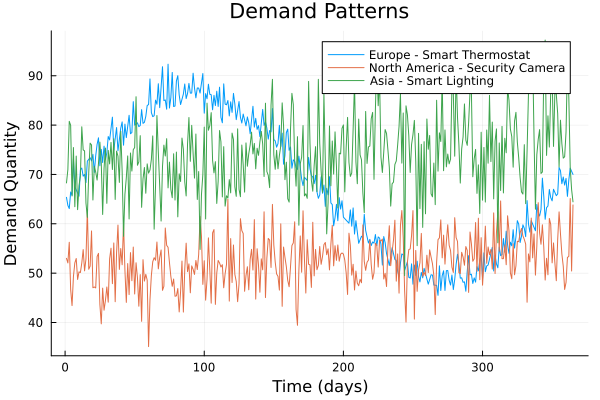 Demand Patterns
Europe - Smart Thermostat
North America - Security Camera
Asia - Smart Lighting
Demand Quantity
90
80
70
60
50
40
0
100
200
300
Time (days)